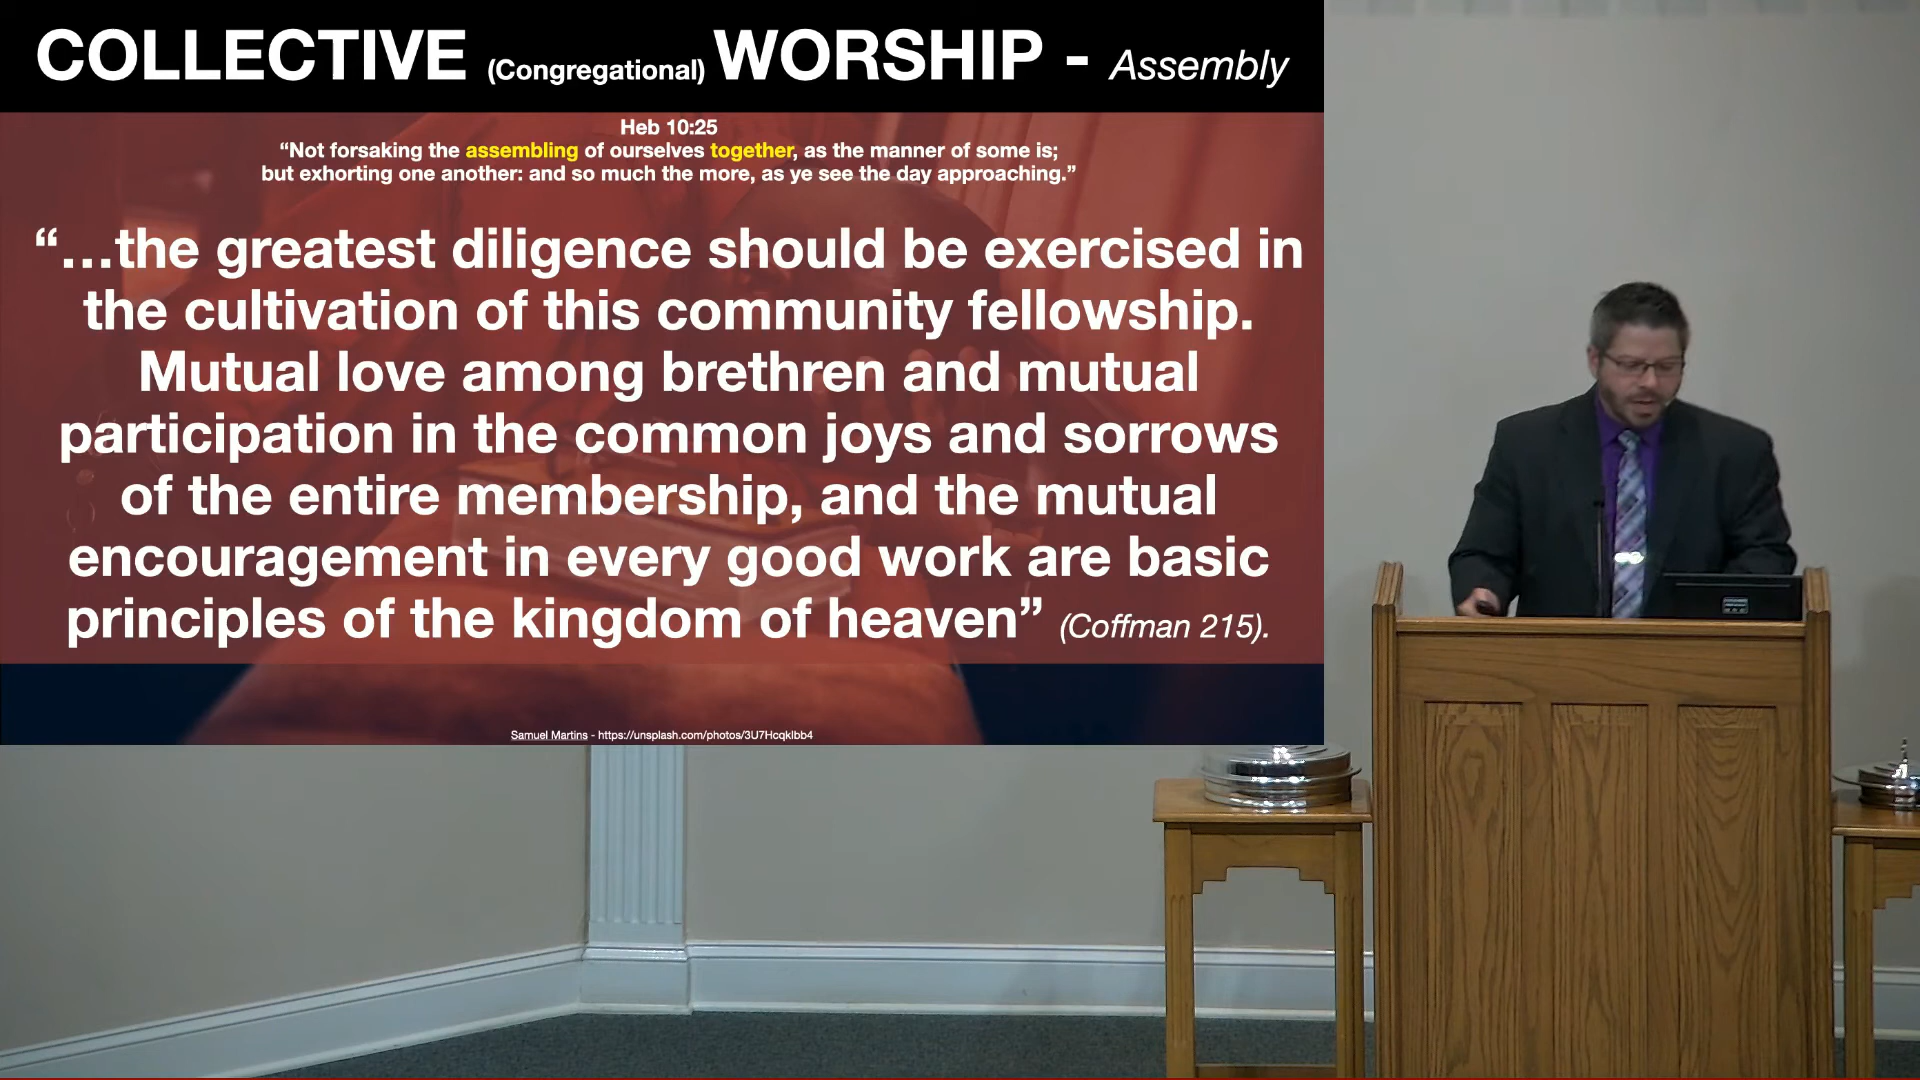 COLLECTIVE (Congregational) WORSHIP - Assembly
Heb 10:25
“Not forsaking the assembling of ourselves together, as the manner of some is;
but exhorting one another: and so much the more, as ye see the day approaching.”
“…the greatest diligence should be exercised in
the cultivation of this community fellowship.
Mutual love among brethren and mutual
participation in the common joys and sorrows
of the entire membership, and the mutual
encouragement in every good work are basic
principles of the kingdom of heaven” (Coffman 215).
Samuel Martins - https://unsplash.com/photos/3U7Hcqklbb4